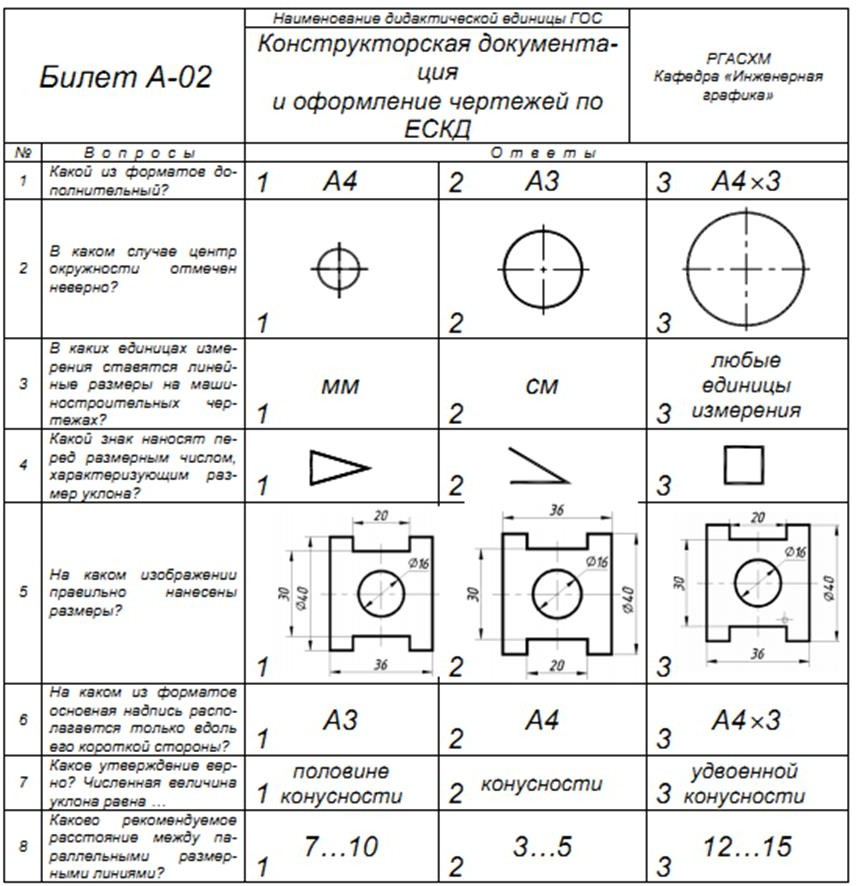 Билет А-02
Наименование дидактической единицы ГОС
Конструкторская документа-
ция
и оформление чертежей по
ЕСКД
РГАСХМ
Кафедра «Инженерная
графика»
№ Вопросы Ответы
1
Какой из форматов до-
полнительный?
1 А4 2 А3 3 А4×3
2
В каком случае центр
окружности отмечен
неверно?
1 2 3
3
В каких единицах изме-
рения ставятся линей-
ные размеры на маши-
ностроительных чер-
тежах?
1 мм 2 см 3 любые
единицы
измерения
4
Какой знак наносят пе-
ред размерным числом,
характеризующим раз-
мер уклона?
1 2 3
5
На каком изображении
правильно нанесены
размеры?
20
30
Ø40
Ø16
36
1
36
30
Ø40
Ø16
20
2
20
30
Ø40
Ø16
36
3
6
На каком из форматов
основная надпись распо-
лагается только вдоль
его короткой стороны?
1 А3 2 А4 3 А4×3
7
Какое утверждение вер-
но? Численная величина
уклона равна …
1 половине
конусности
2 конусности
3 удвоенной
конусности
8
Каково рекомендуемое
расстояние между па-
раллельными размер-
ными линиями?
1 7…10 2 3…5 3 12…15